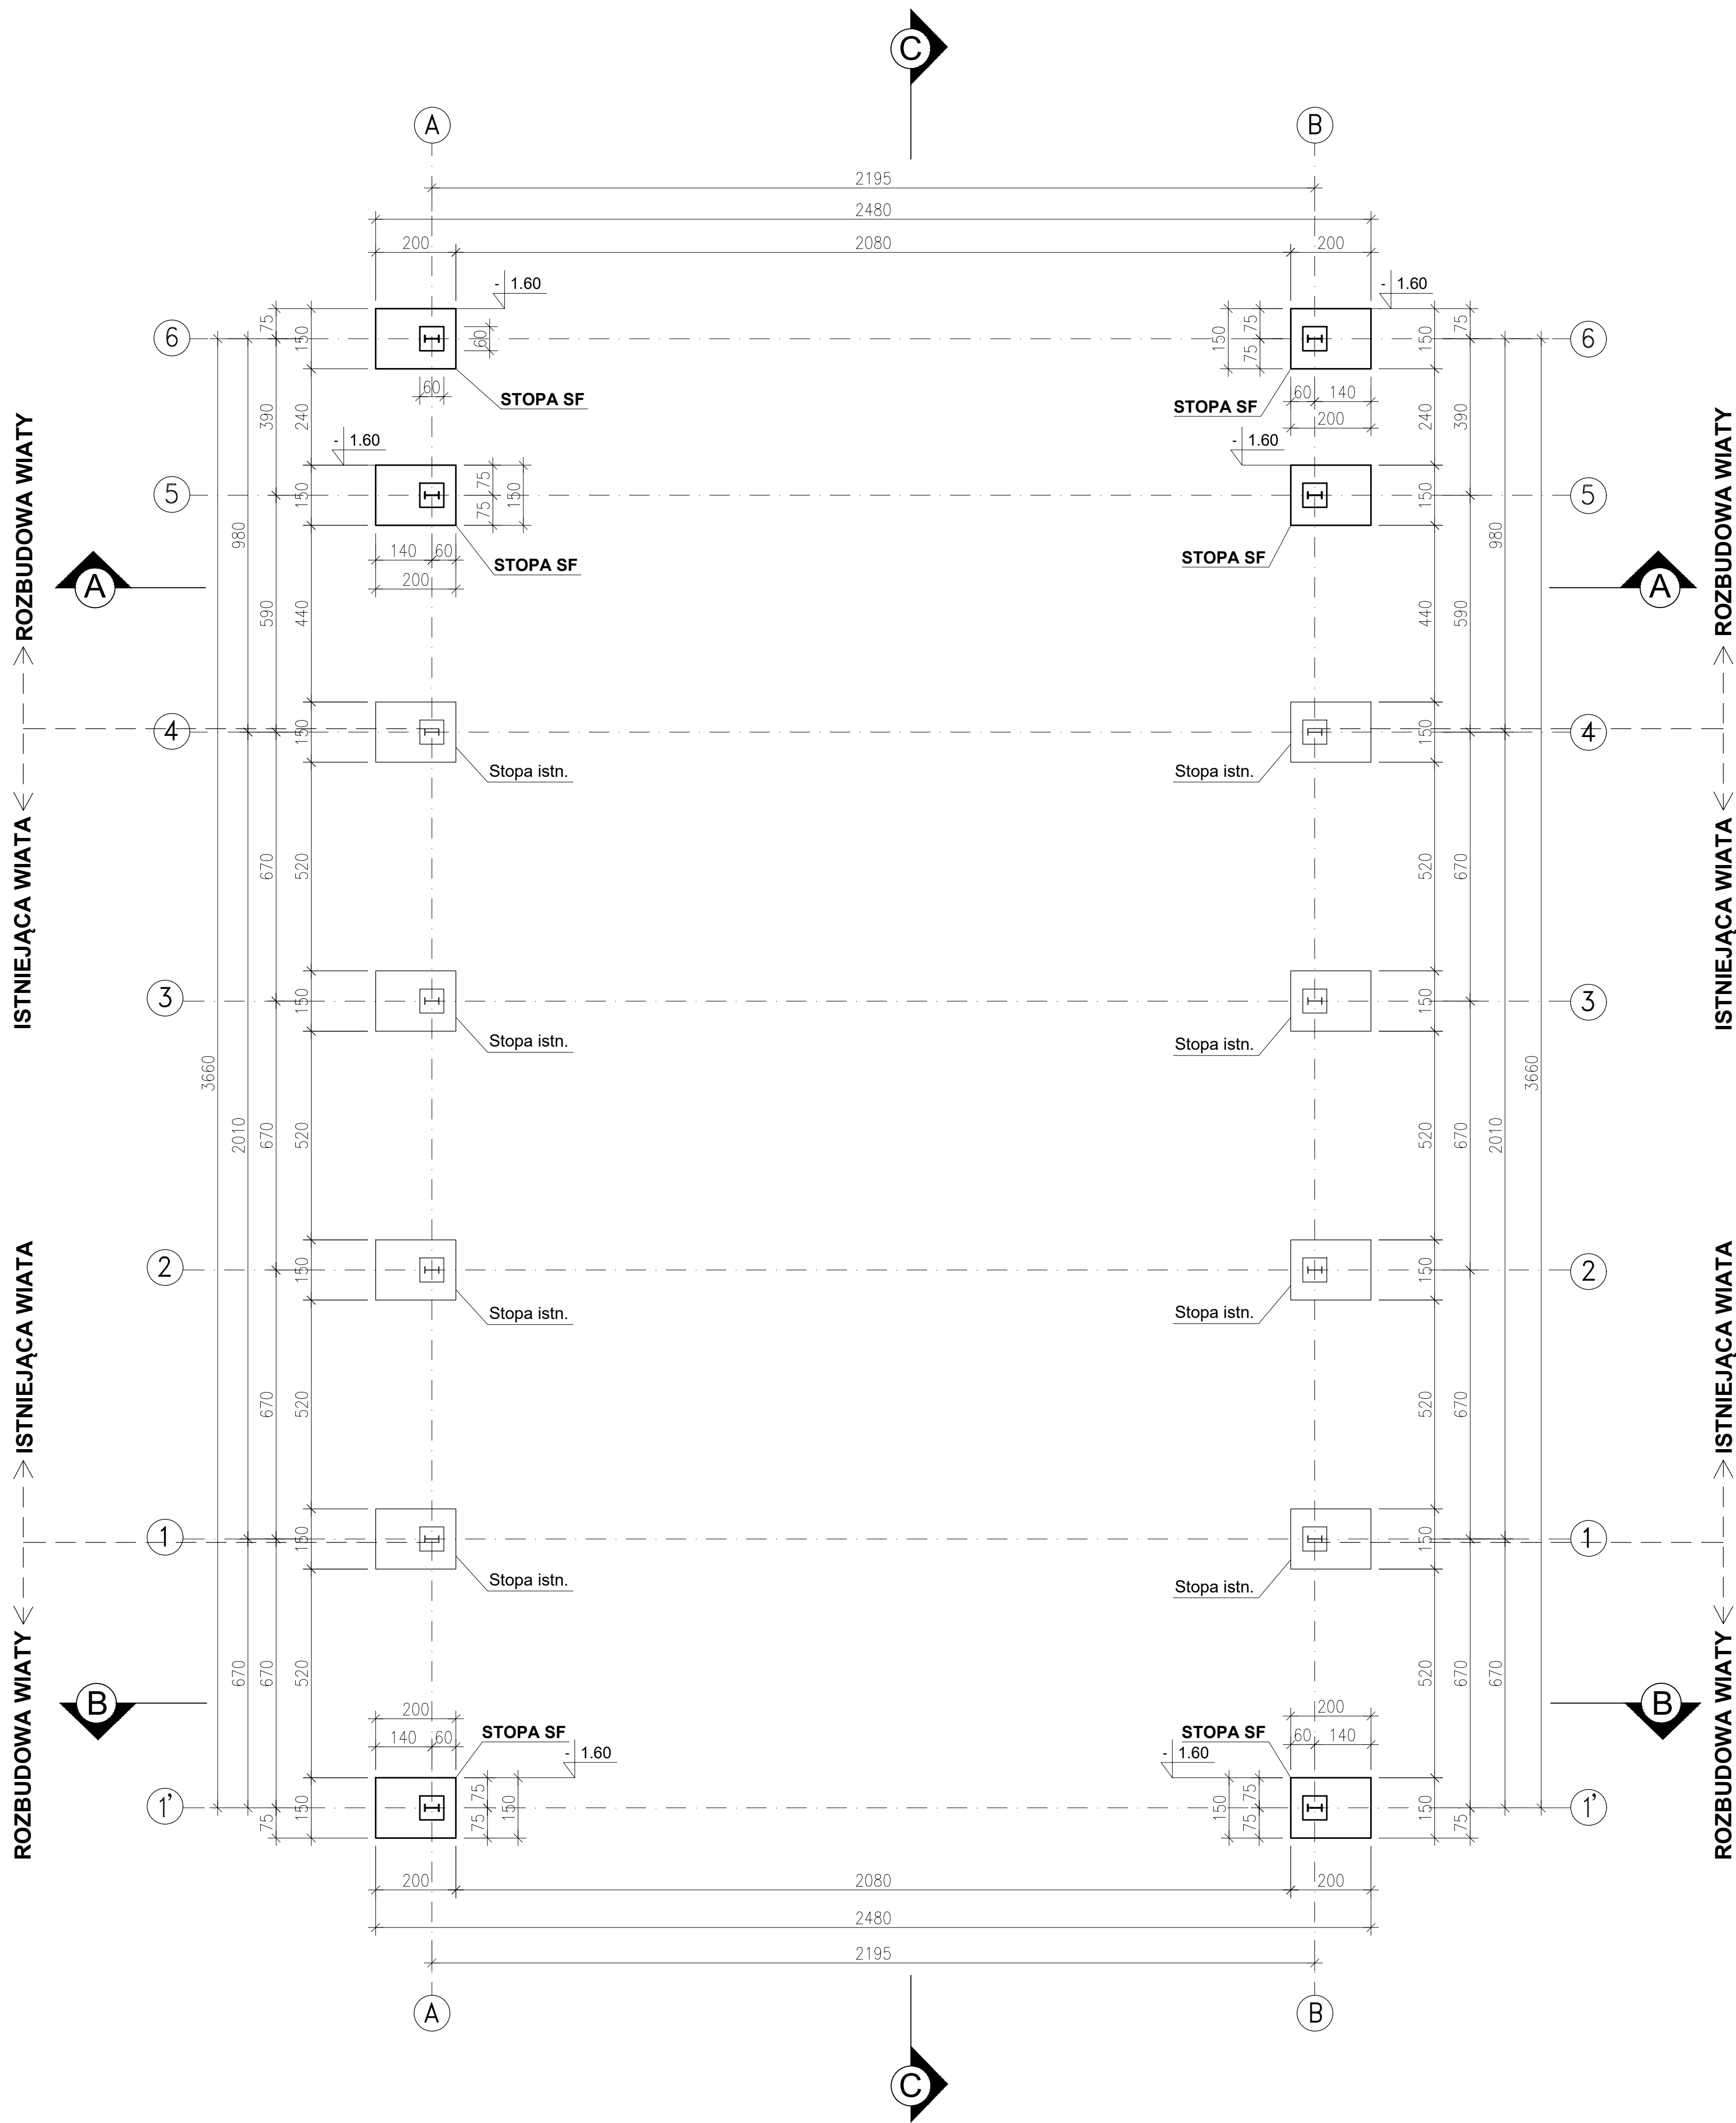 C
A B
2195
2480
200 2080 200
- 1.60 - 1.60
6 75 150 60 150 75 75 150 75 6
60 60 140
STOPA SF STOPA SF
200
390 240 240 390
- 1.60 - 1.60
5 150 75 75 150 150 5
140 60
STOPA SF STOPA SF
200
980 980
A A
590 440 440 590
ROZBUDOWA WIATY ROZBUDOWA WIATY
4 150 150 4
Stopa istn. Stopa istn.
ISTNIEJĄCA WIATA ISTNIEJĄCA WIATA
670 520 520 670
3 150 150 3
Stopa istn. Stopa istn.
3660 3660
2010 670 520 520 670 2010
2 150 150 2
Stopa istn. Stopa istn.
ISTNIEJĄCA WIATA ISTNIEJĄCA WIATA
670 520 520 670
1 150 150 1
Stopa istn. Stopa istn.
ROZBUDOWA WIATY ROZBUDOWA WIATY
670 670 520 520 670 670
B B
200 200
140 60 STOPA SF STOPA SF 60 140
- 1.60 - 1.60
1' 75 150 75 75 150 150 75 75 150 75 1'
200 2080 200
2480
2195
A B
C